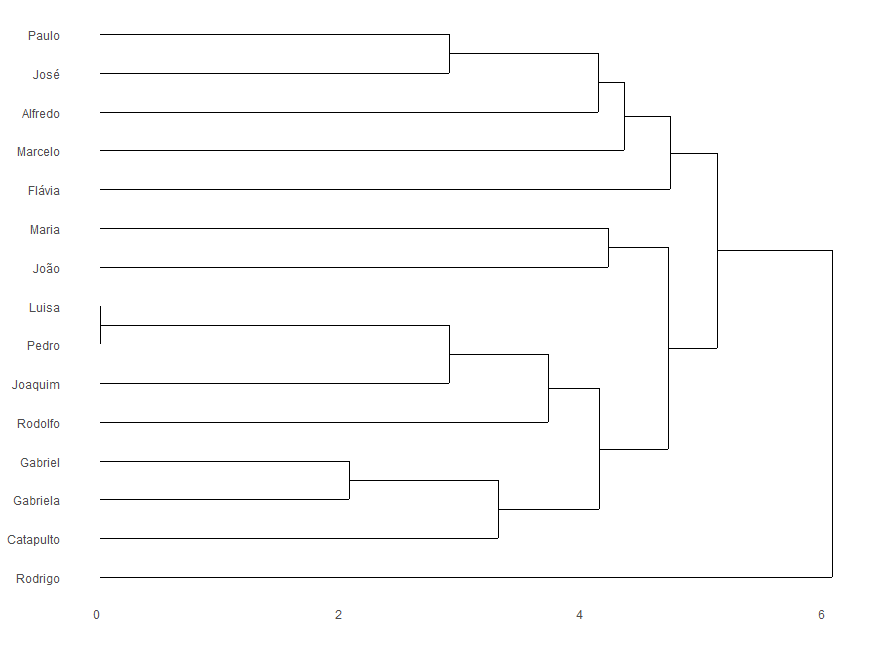 Paulo
José
Alfredo
Marcelo
Flávia
Maria
João
Luisa
Pedro
Joaquim
Rodolfo
Gabriel
Gabriela
Catapulto
Rodrigo
0 2 4 6